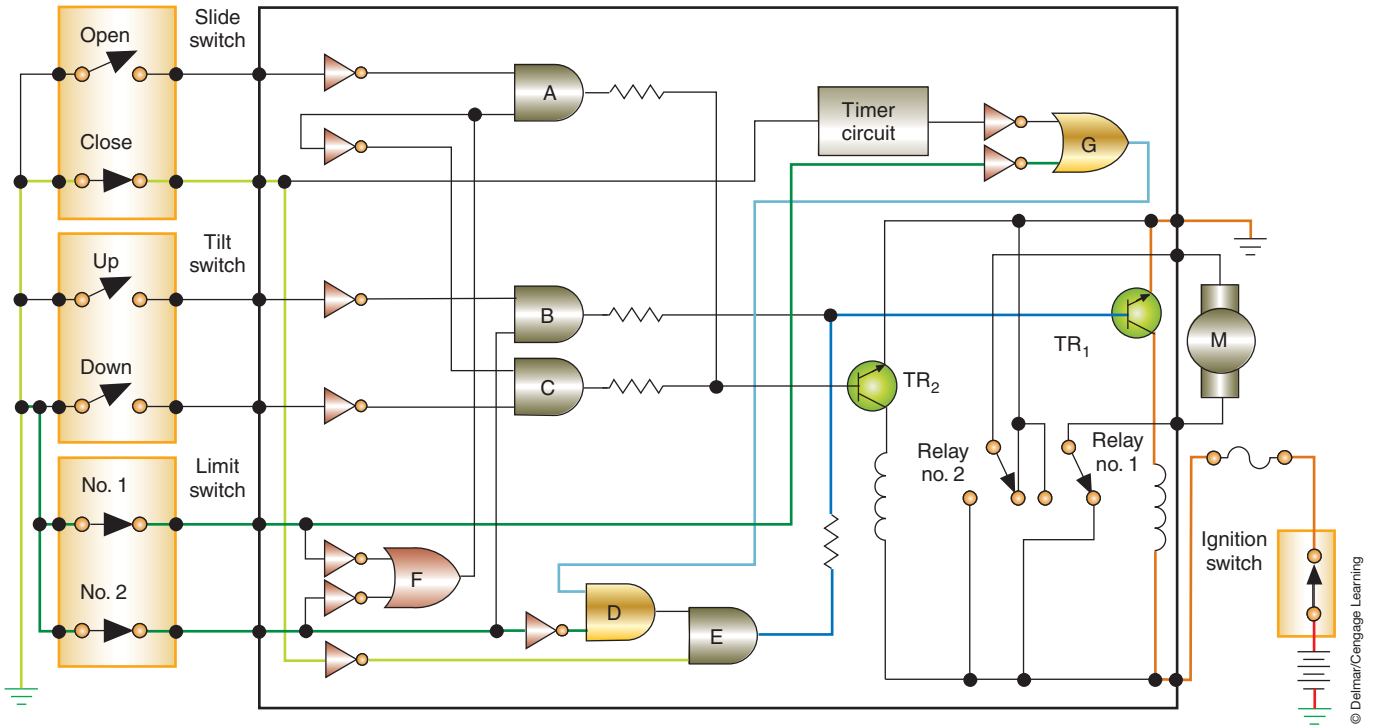 Slide
switch
Open
Close
Tilt
switch
Up
Down
Limit
switch
No. 1
No. 2
A
B
C
D
E
F
G
Timer
circuit
TR1
TR2
M
Relay
no. 2
Relay
no. 1
Ignition
switch
© Delmar/Cengage Learning